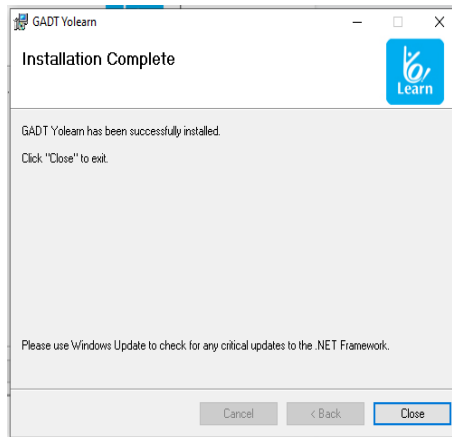 GADT Yolearn
Installation Complete
Yo!
Learn
GADT Yolearn has been successfully installed.
Click "Close" to exit.
Please use Windows Update to check for any critical updates to the .NET Framework.
Cancel
< Back
Close